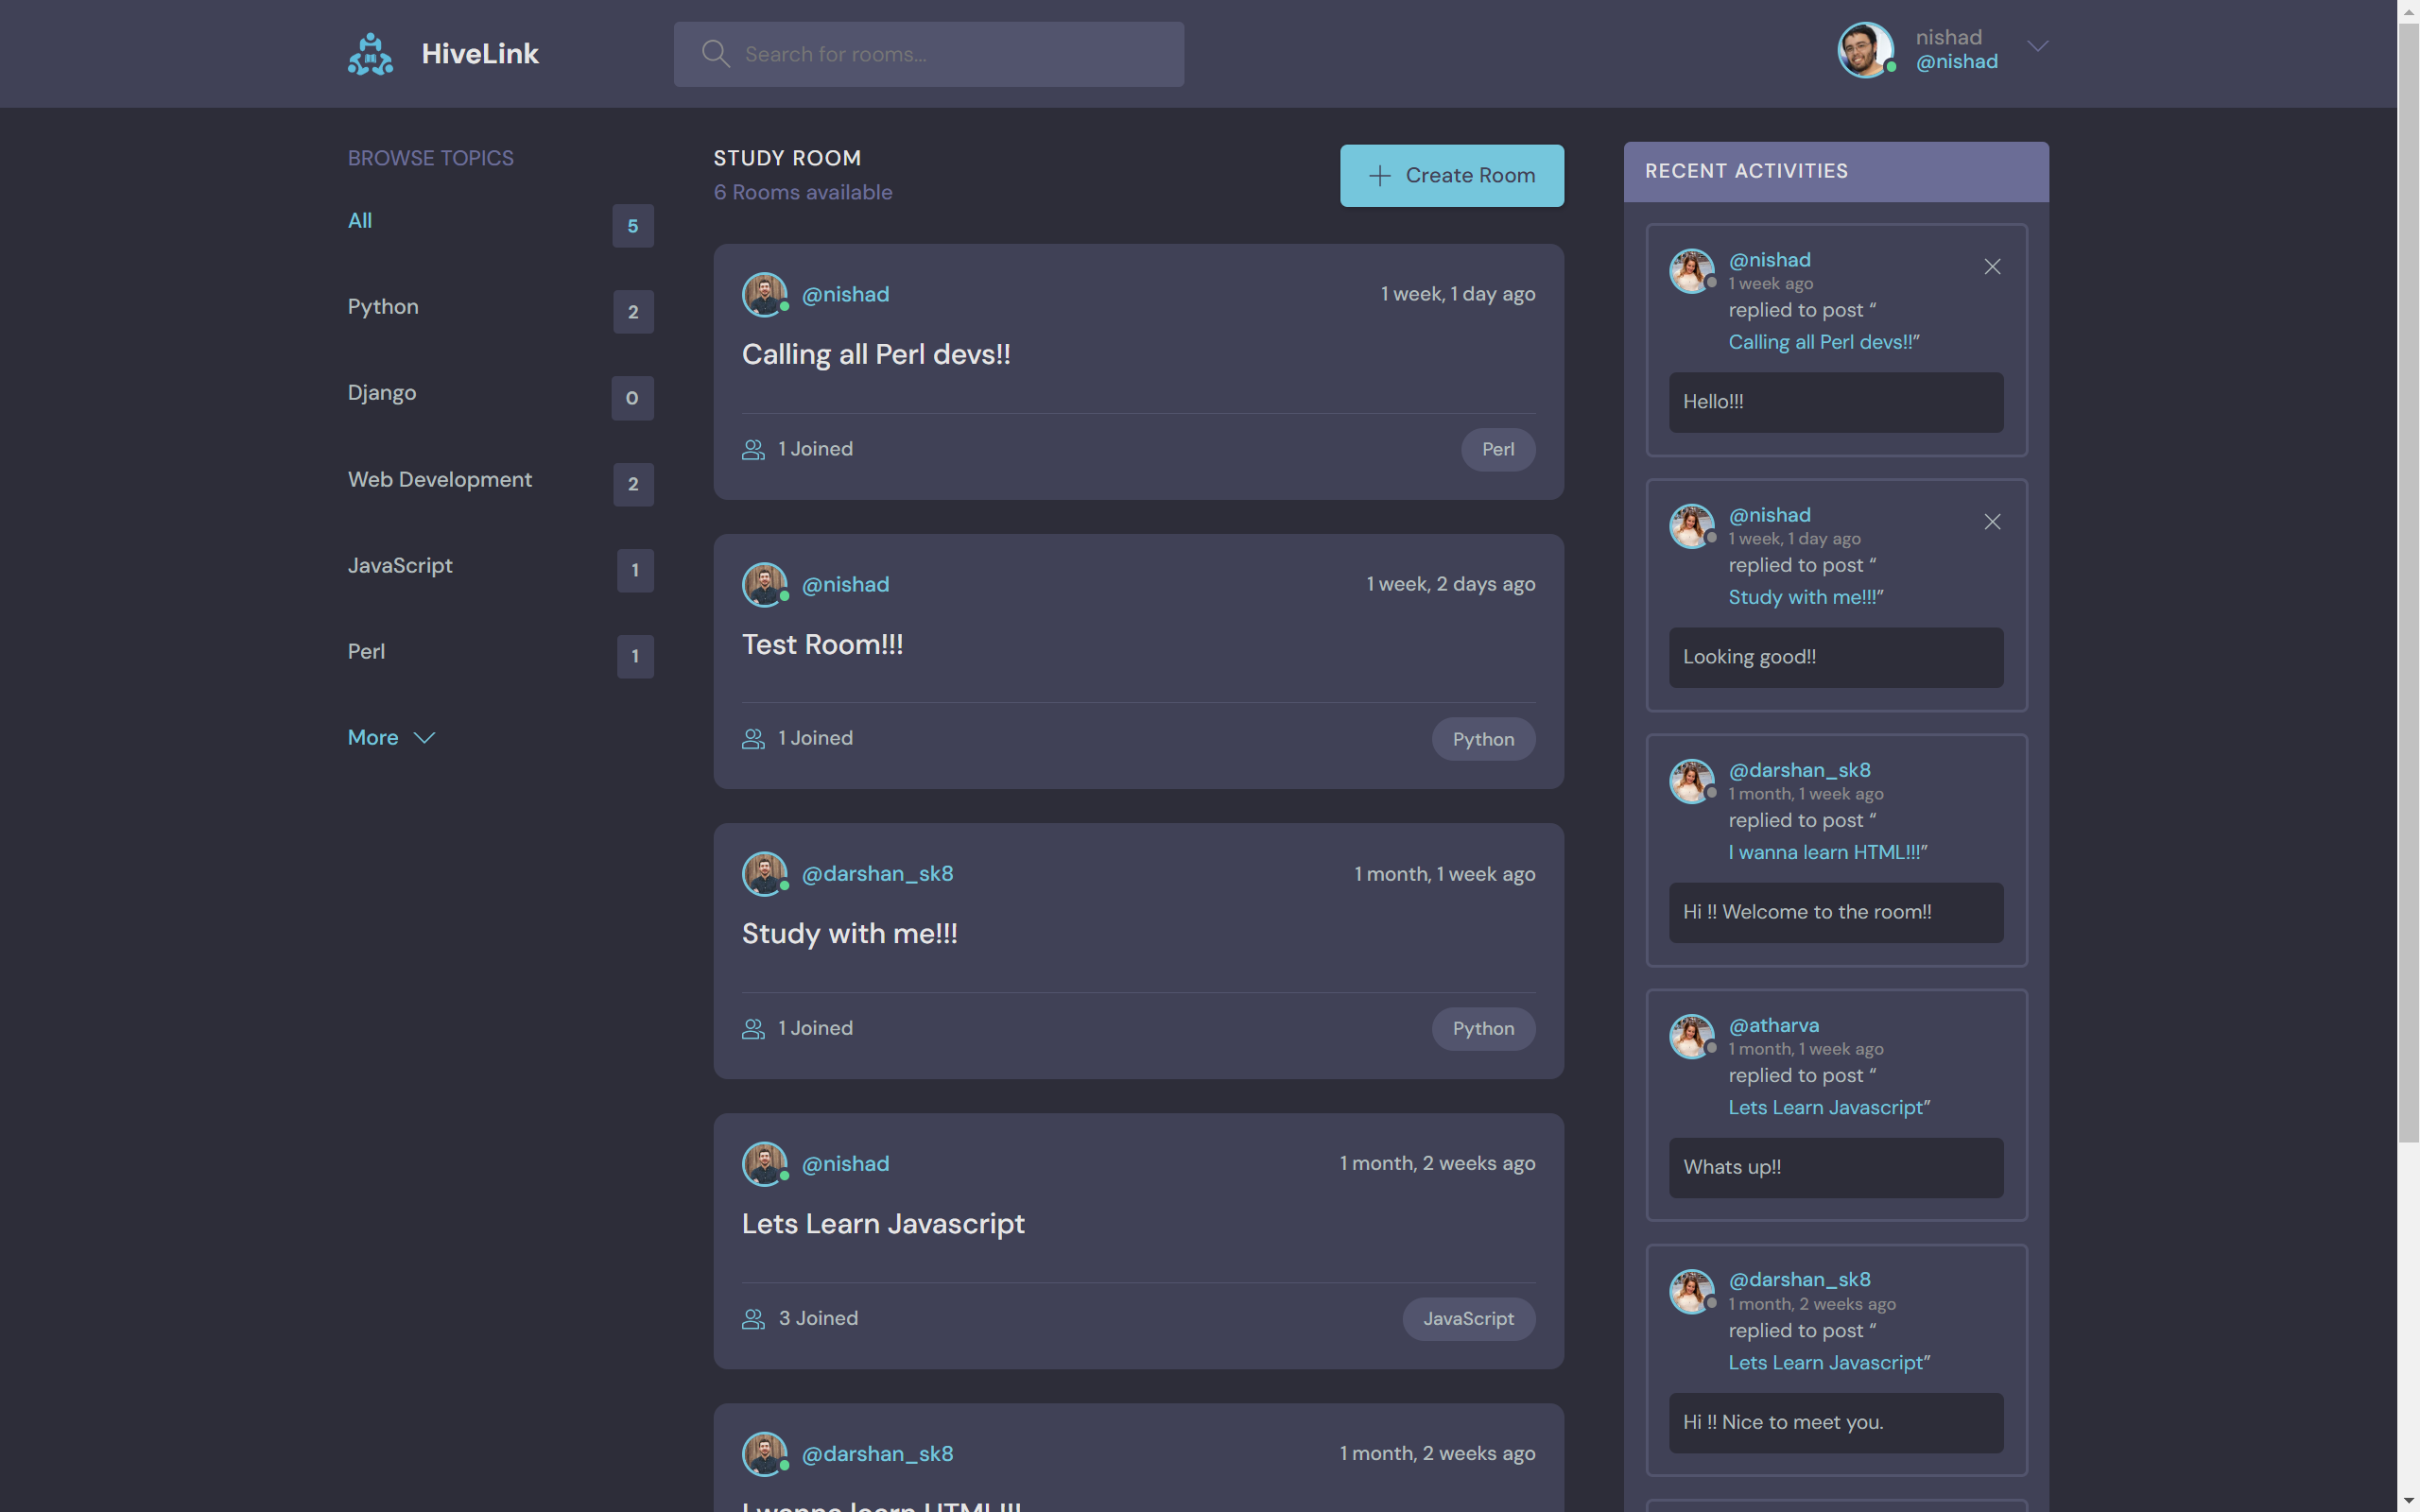 HiveLink
Search for rooms...
nishad
@nishad
BROWSE TOPICS
All 5
Python 2
Django 0
Web Development 2
JavaScript 1
Perl 1
More
STUDY ROOM
6 Rooms available
Create Room
@nishad 1 week, 1 day ago
Calling all Perl devs!!
1 Joined Perl
@nishad 1 week, 2 days ago
Test Room!!!
1 Joined Python
@darshan_sk8 1 month, 1 week ago
Study with me!!!
1 Joined Python
@nishad 1 month, 2 weeks ago
Lets Learn Javascript
3 Joined JavaScript
@darshan_sk8 1 month, 2 weeks ago
I wanna learn HTML!!!
RECENT ACTIVITIES
@nishad
1 week ago
replied to post “
Calling all Perl devs!!”
Hello!!!
@nishad
1 week, 1 day ago
replied to post “
Study with me!!!”
Looking good!!
@darshan_sk8
1 month, 1 week ago
replied to post “
I wanna learn HTML!!!”
Hi !! Welcome to the room!!
@atharva
1 month, 1 week ago
replied to post “
Lets Learn Javascript”
Whats up!!
@darshan_sk8
1 month, 2 weeks ago
replied to post “
Lets Learn Javascript”
Hi !! Nice to meet you.